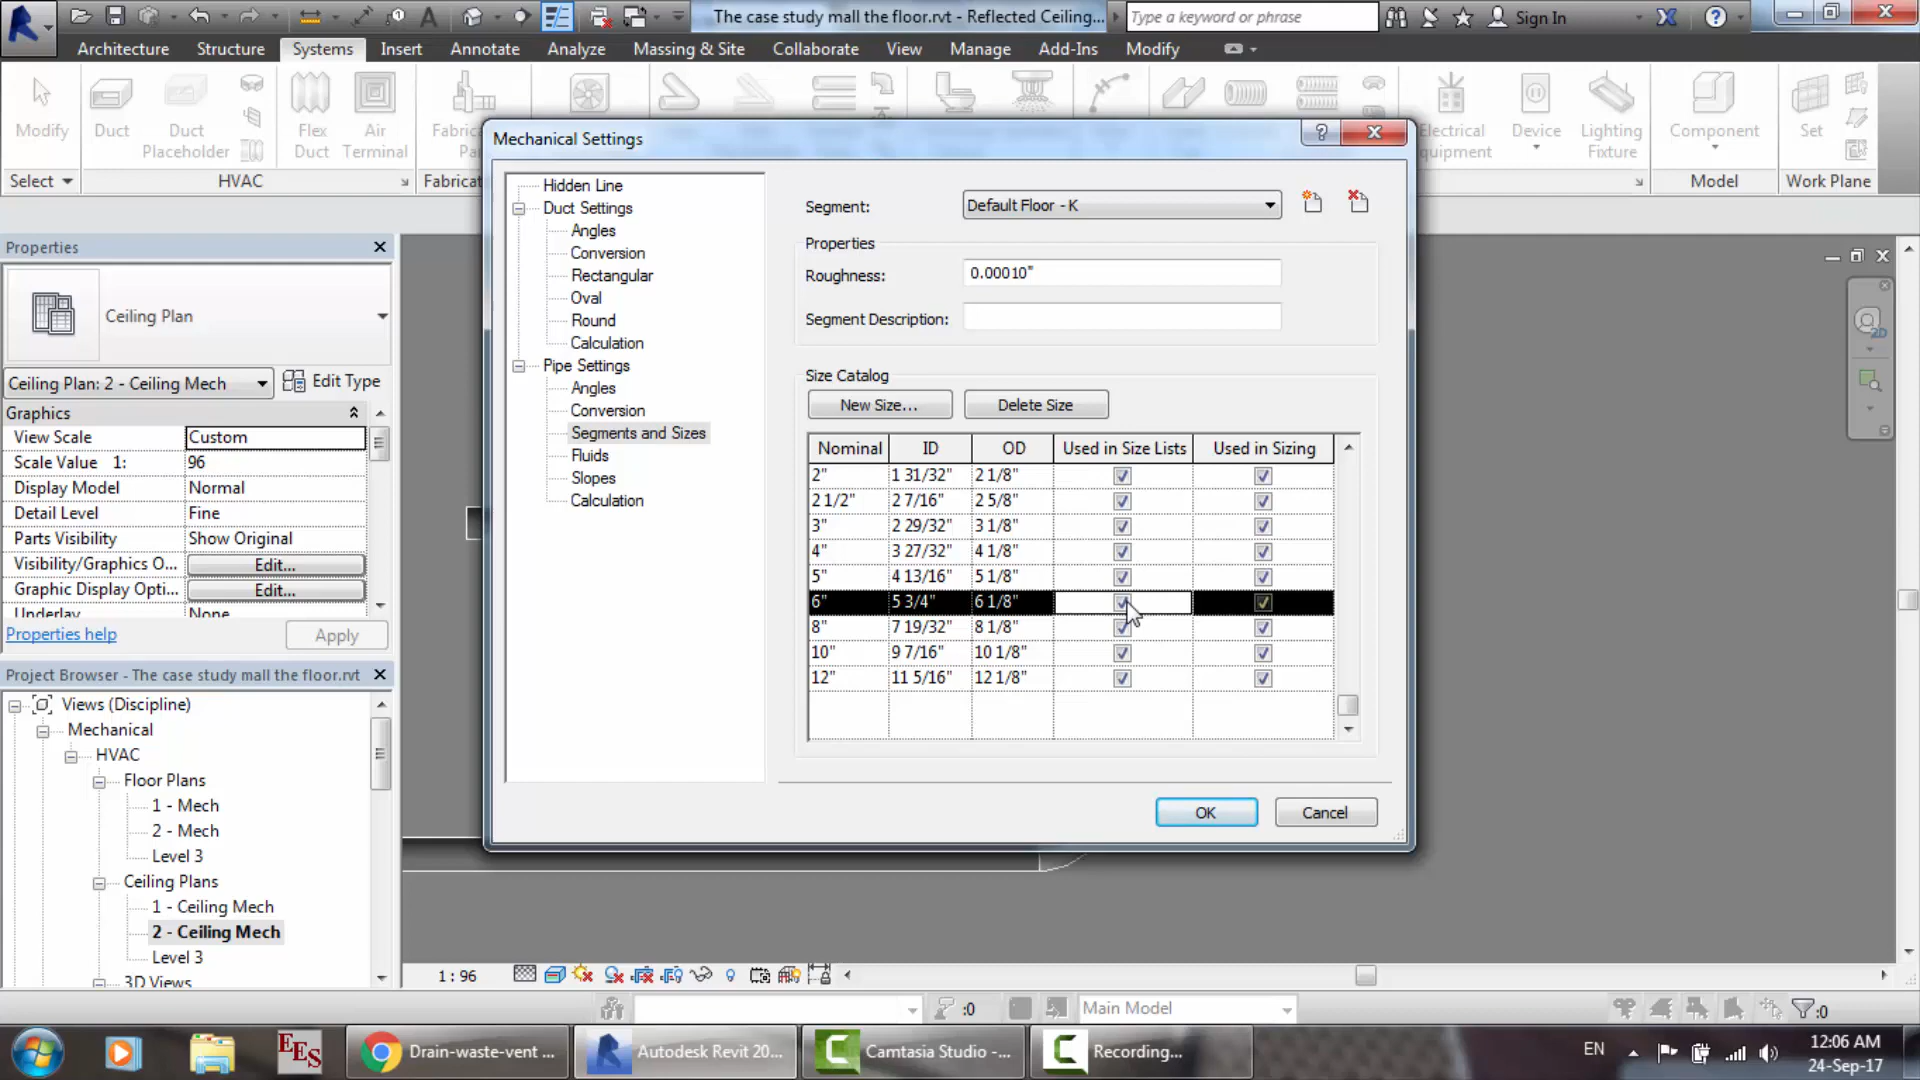 The case study mall the floor.rvt - Reflected Ceiling...
Type a keyword or phrase
Sign In
Architecture Structure Systems Insert Annotate Analyze Massing & Site Collaborate View Manage Add-Ins Modify
Modify
Duct
Duct Placeholder
Flex Duct
Air Terminal
Electrical
Device
Lighting Fixture
Component
Set
Select HVAC Model Work Plane
Mechanical Settings
Hidden Line
Duct Settings
Angles
Conversion
Rectangular
Oval
Round
Calculation
Pipe Settings
Angles
Conversion
Segments and Sizes
Fluids
Slopes
Calculation
Segment: Default Floor - K
Properties
Roughness: 0.00010"
Segment Description:
Size Catalog
New Size... Delete Size
Nominal ID OD Used in Size Lists Used in Sizing
2" 1 31/32" 2 1/8"
2 1/2" 2 7/16" 2 5/8"
3" 2 29/32" 3 1/8"
4" 3 27/32" 4 1/8"
5" 4 13/16" 5 1/8"
6" 5 3/4" 6 1/8"
8" 7 19/32" 8 1/8"
10" 9 7/16" 10 1/8"
12" 11 5/16" 12 1/8"
OK Cancel
Properties
Ceiling Plan
Ceiling Plan: 2 - Ceiling Mech Edit Type
Graphics
View Scale Custom
Scale Value 1: 96
Display Model Normal
Detail Level Fine
Parts Visibility Show Original
Visibility/Graphics O... Edit...
Graphic Display Opti... Edit...
Underlay None
Properties help Apply
Project Browser - The case study mall the floor.rvt
Views (Discipline)
Mechanical
HVAC
Floor Plans
1 - Mech
2 - Mech
Level 3
Ceiling Plans
1 - Ceiling Mech
2 - Ceiling Mech
Level 3
3D Views
1 : 96
:0 Main Model :0
EES
Drain-waste-vent ...
Autodesk Revit 20...
Camtasia Studio -...
Recording...
EN
12:06 AM
24-Sep-17